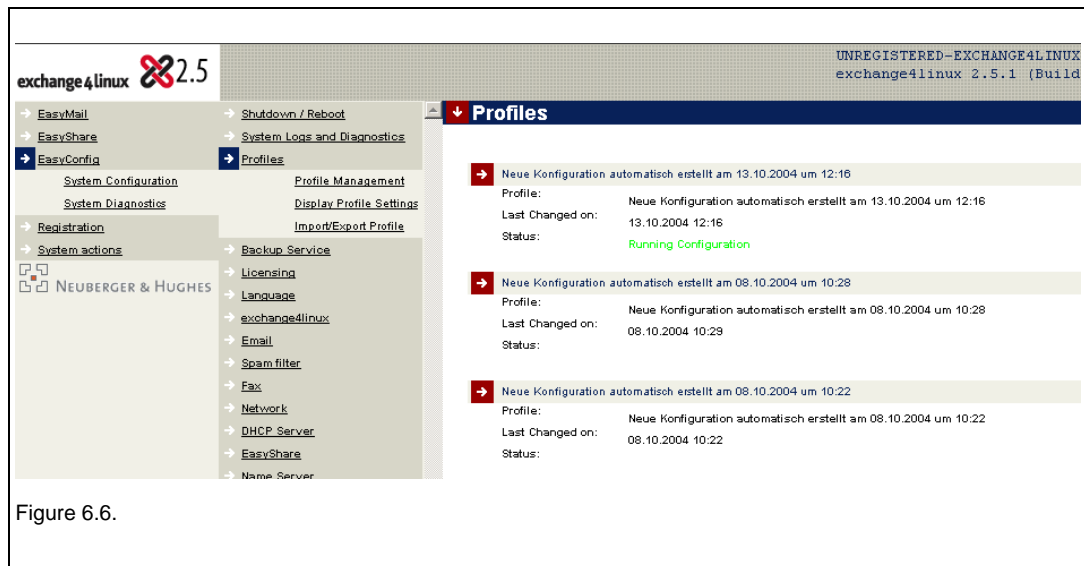 exchange4linux 2.5
UNREGISTERED-EXCHANGE4LINUX
exchange4linux 2.5.1 (Build
EasyMail
EasyShare
EasyConfig
System Configuration
System Diagnostics
Registration
System actions
NEUBERGER & HUGHES
Shutdown / Reboot
System Logs and Diagnostics
Profiles
Profile Management
Display Profile Settings
Import/Export Profile
Backup Service
Licensing
Language
exchange4linux
Email
Spam filter
Fax
Network
DHCP Server
EasyShare
Name Server
Profiles
Neue Konfiguration automatisch erstellt am 13.10.2004 um 12:16
Profile: Neue Konfiguration automatisch erstellt am 13.10.2004 um 12:16
Last Changed on: 13.10.2004 12:16
Status: Running Configuration
Neue Konfiguration automatisch erstellt am 08.10.2004 um 10:28
Profile: Neue Konfiguration automatisch erstellt am 08.10.2004 um 10:28
Last Changed on: 08.10.2004 10:29
Status:
Neue Konfiguration automatisch erstellt am 08.10.2004 um 10:22
Profile: Neue Konfiguration automatisch erstellt am 08.10.2004 um 10:22
Last Changed on: 08.10.2004 10:22
Status:
Figure 6.6.